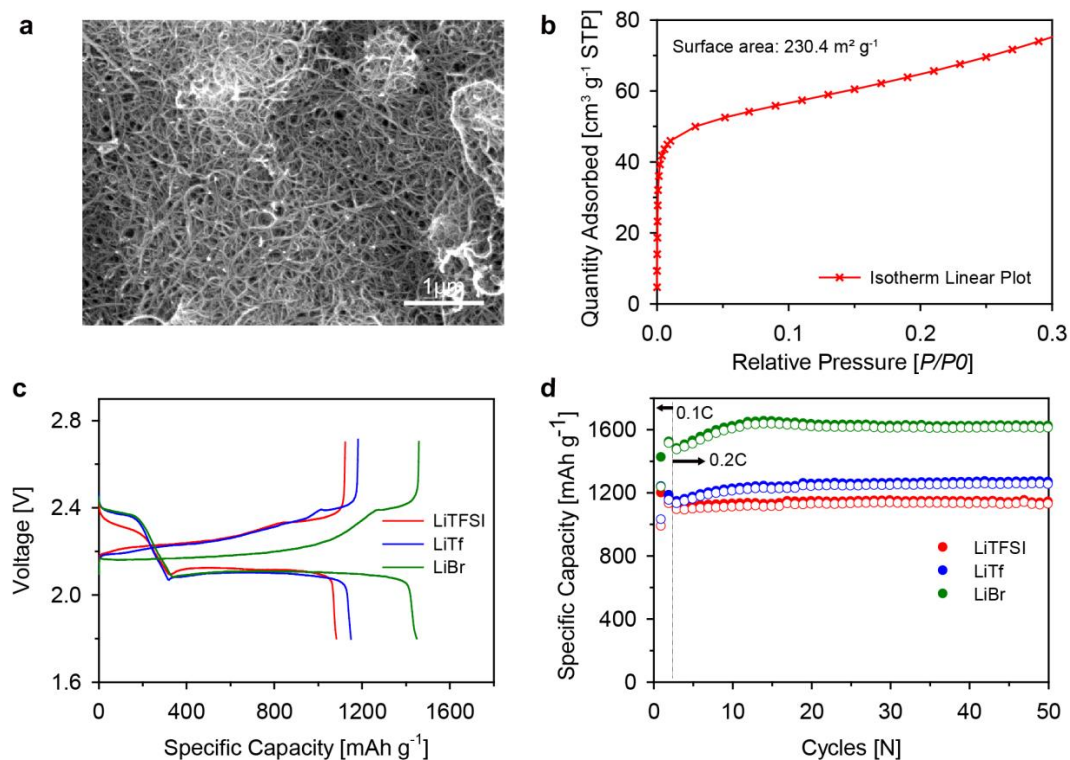 a
1μm
b
Surface area: 230.4 m² g⁻¹
Quantity Adsorbed [cm³ g⁻¹ STP]
80
60
40
20
0
Isotherm Linear Plot
0.0 0.1 0.2 0.3
Relative Pressure [P/P0]
c
Voltage [V]
2.8
2.4
2.0
1.6
LiTFSI
LiTf
LiBr
0 400 800 1200 1600
Specific Capacity [mAh g⁻¹]
d
Specific Capacity [mAh g⁻¹]
1600
1200
800
400
0
0.1C
0.2C
LiTFSI
LiTf
LiBr
0 10 20 30 40 50
Cycles [N]